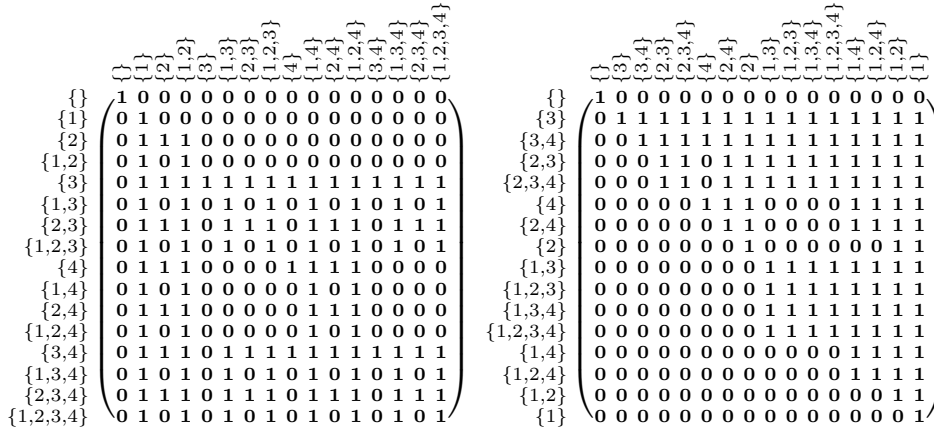 {} {1} {2} {1,2} {3} {1,3} {2,3} {1,2,3} {4} {1,4} {2,4} {1,2,4} {3,4} {1,3,4} {2,3,4} {1,2,3,4}
{} 1 0 0 0 0 0 0 0 0 0 0 0 0 0 0 0
{1} 0 1 0 0 0 0 0 0 0 0 0 0 0 0 0 0
{2} 0 1 1 1 0 0 0 0 0 0 0 0 0 0 0 0
{1,2} 0 1 0 1 0 0 0 0 0 0 0 0 0 0 0 0
{3} 0 1 1 1 1 1 1 1 1 1 1 1 1 1 1 1
{1,3} 0 1 0 1 0 1 0 1 0 1 0 1 0 1 0 1
{2,3} 0 1 1 1 0 1 1 1 0 1 1 1 0 1 1 1
{1,2,3} 0 1 0 1 0 1 0 1 0 1 0 1 0 1 0 1
{4} 0 1 1 1 0 0 0 0 1 1 1 1 0 0 0 0
{1,4} 0 1 0 1 0 0 0 0 0 1 0 1 0 0 0 0
{2,4} 0 1 1 1 0 0 0 0 0 1 1 1 0 0 0 0
{1,2,4} 0 1 0 1 0 0 0 0 0 1 0 1 0 0 0 0
{3,4} 0 1 1 1 0 1 1 1 1 1 1 1 1 1 1 1
{1,3,4} 0 1 0 1 0 1 0 1 0 1 0 1 0 1 0 1
{2,3,4} 0 1 1 1 0 1 1 1 0 1 1 1 0 1 1 1
{1,2,3,4} 0 1 0 1 0 1 0 1 0 1 0 1 0 1 0 1
{} {3} {3,4} {2,3} {2,3,4} {4} {2,4} {2} {1,3} {1,2,3} {1,3,4} {1,2,3,4} {1,4} {1,2,4} {1,2} {1}
{} 1 0 0 0 0 0 0 0 0 0 0 0 0 0 0 0
{3} 0 1 1 1 1 1 1 1 1 1 1 1 1 1 1 1
{3,4} 0 0 1 1 1 1 1 1 1 1 1 1 1 1 1 1
{2,3} 0 0 0 1 1 0 1 1 1 1 1 1 1 1 1 1
{2,3,4} 0 0 0 1 1 0 1 1 1 1 1 1 1 1 1 1
{4} 0 0 0 0 0 1 1 1 0 0 0 0 1 1 1 1
{2,4} 0 0 0 0 0 0 1 1 0 0 0 0 1 1 1 1
{2} 0 0 0 0 0 0 0 1 0 0 0 0 0 0 1 1
{1,3} 0 0 0 0 0 0 0 0 1 1 1 1 1 1 1 1
{1,2,3} 0 0 0 0 0 0 0 0 1 1 1 1 1 1 1 1
{1,3,4} 0 0 0 0 0 0 0 0 1 1 1 1 1 1 1 1
{1,2,3,4} 0 0 0 0 0 0 0 0 1 1 1 1 1 1 1 1
{1,4} 0 0 0 0 0 0 0 0 0 0 0 0 1 1 1 1
{1,2,4} 0 0 0 0 0 0 0 0 0 0 0 0 1 1 1 1
{1,2} 0 0 0 0 0 0 0 0 0 0 0 0 0 0 1 1
{1} 0 0 0 0 0 0 0 0 0 0 0 0 0 0 0 1